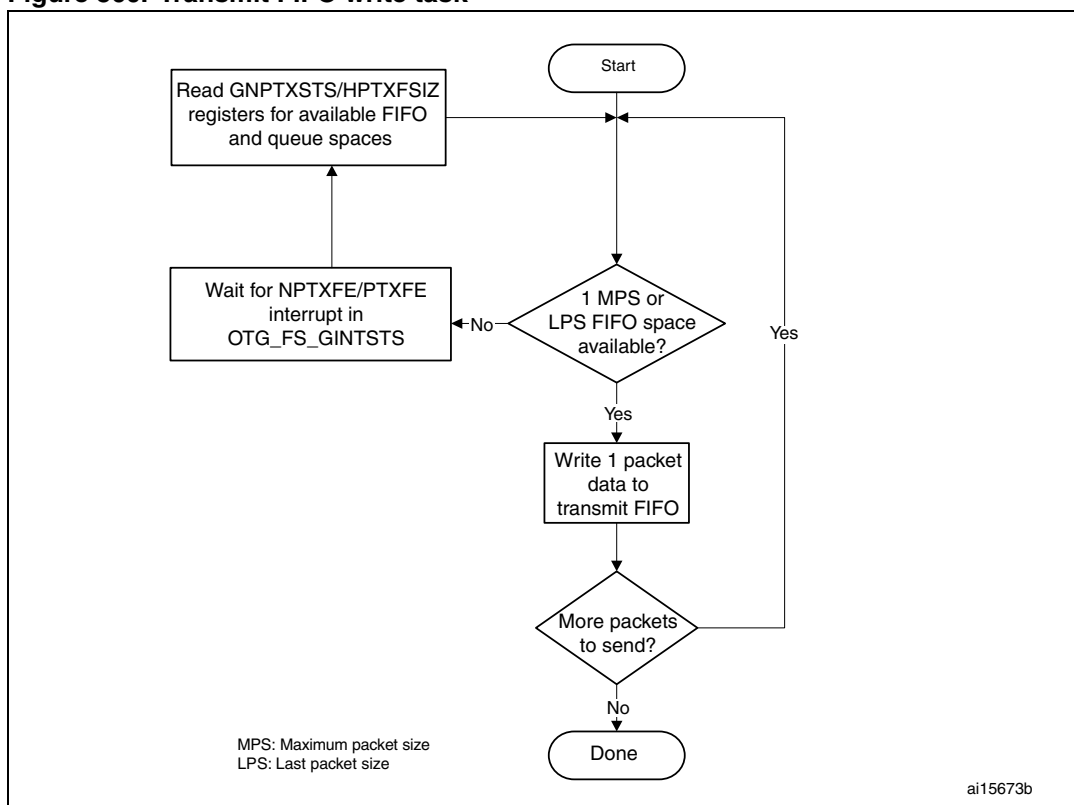 Figure Transmit FIFO write task
Start
Read GNPTXSTS/HPTXFSIZ
registers for available FIFO
and queue spaces
Wait for NPTXFE/PTXFE
interrupt in
OTG_FS_GINTSTS
No
1 MPS or
LPS FIFO space
available?
Yes
Yes
Write 1 packet
data to
transmit FIFO
More packets
to send?
No
Done
MPS: Maximum packet size
LPS: Last packet size
ai15673b